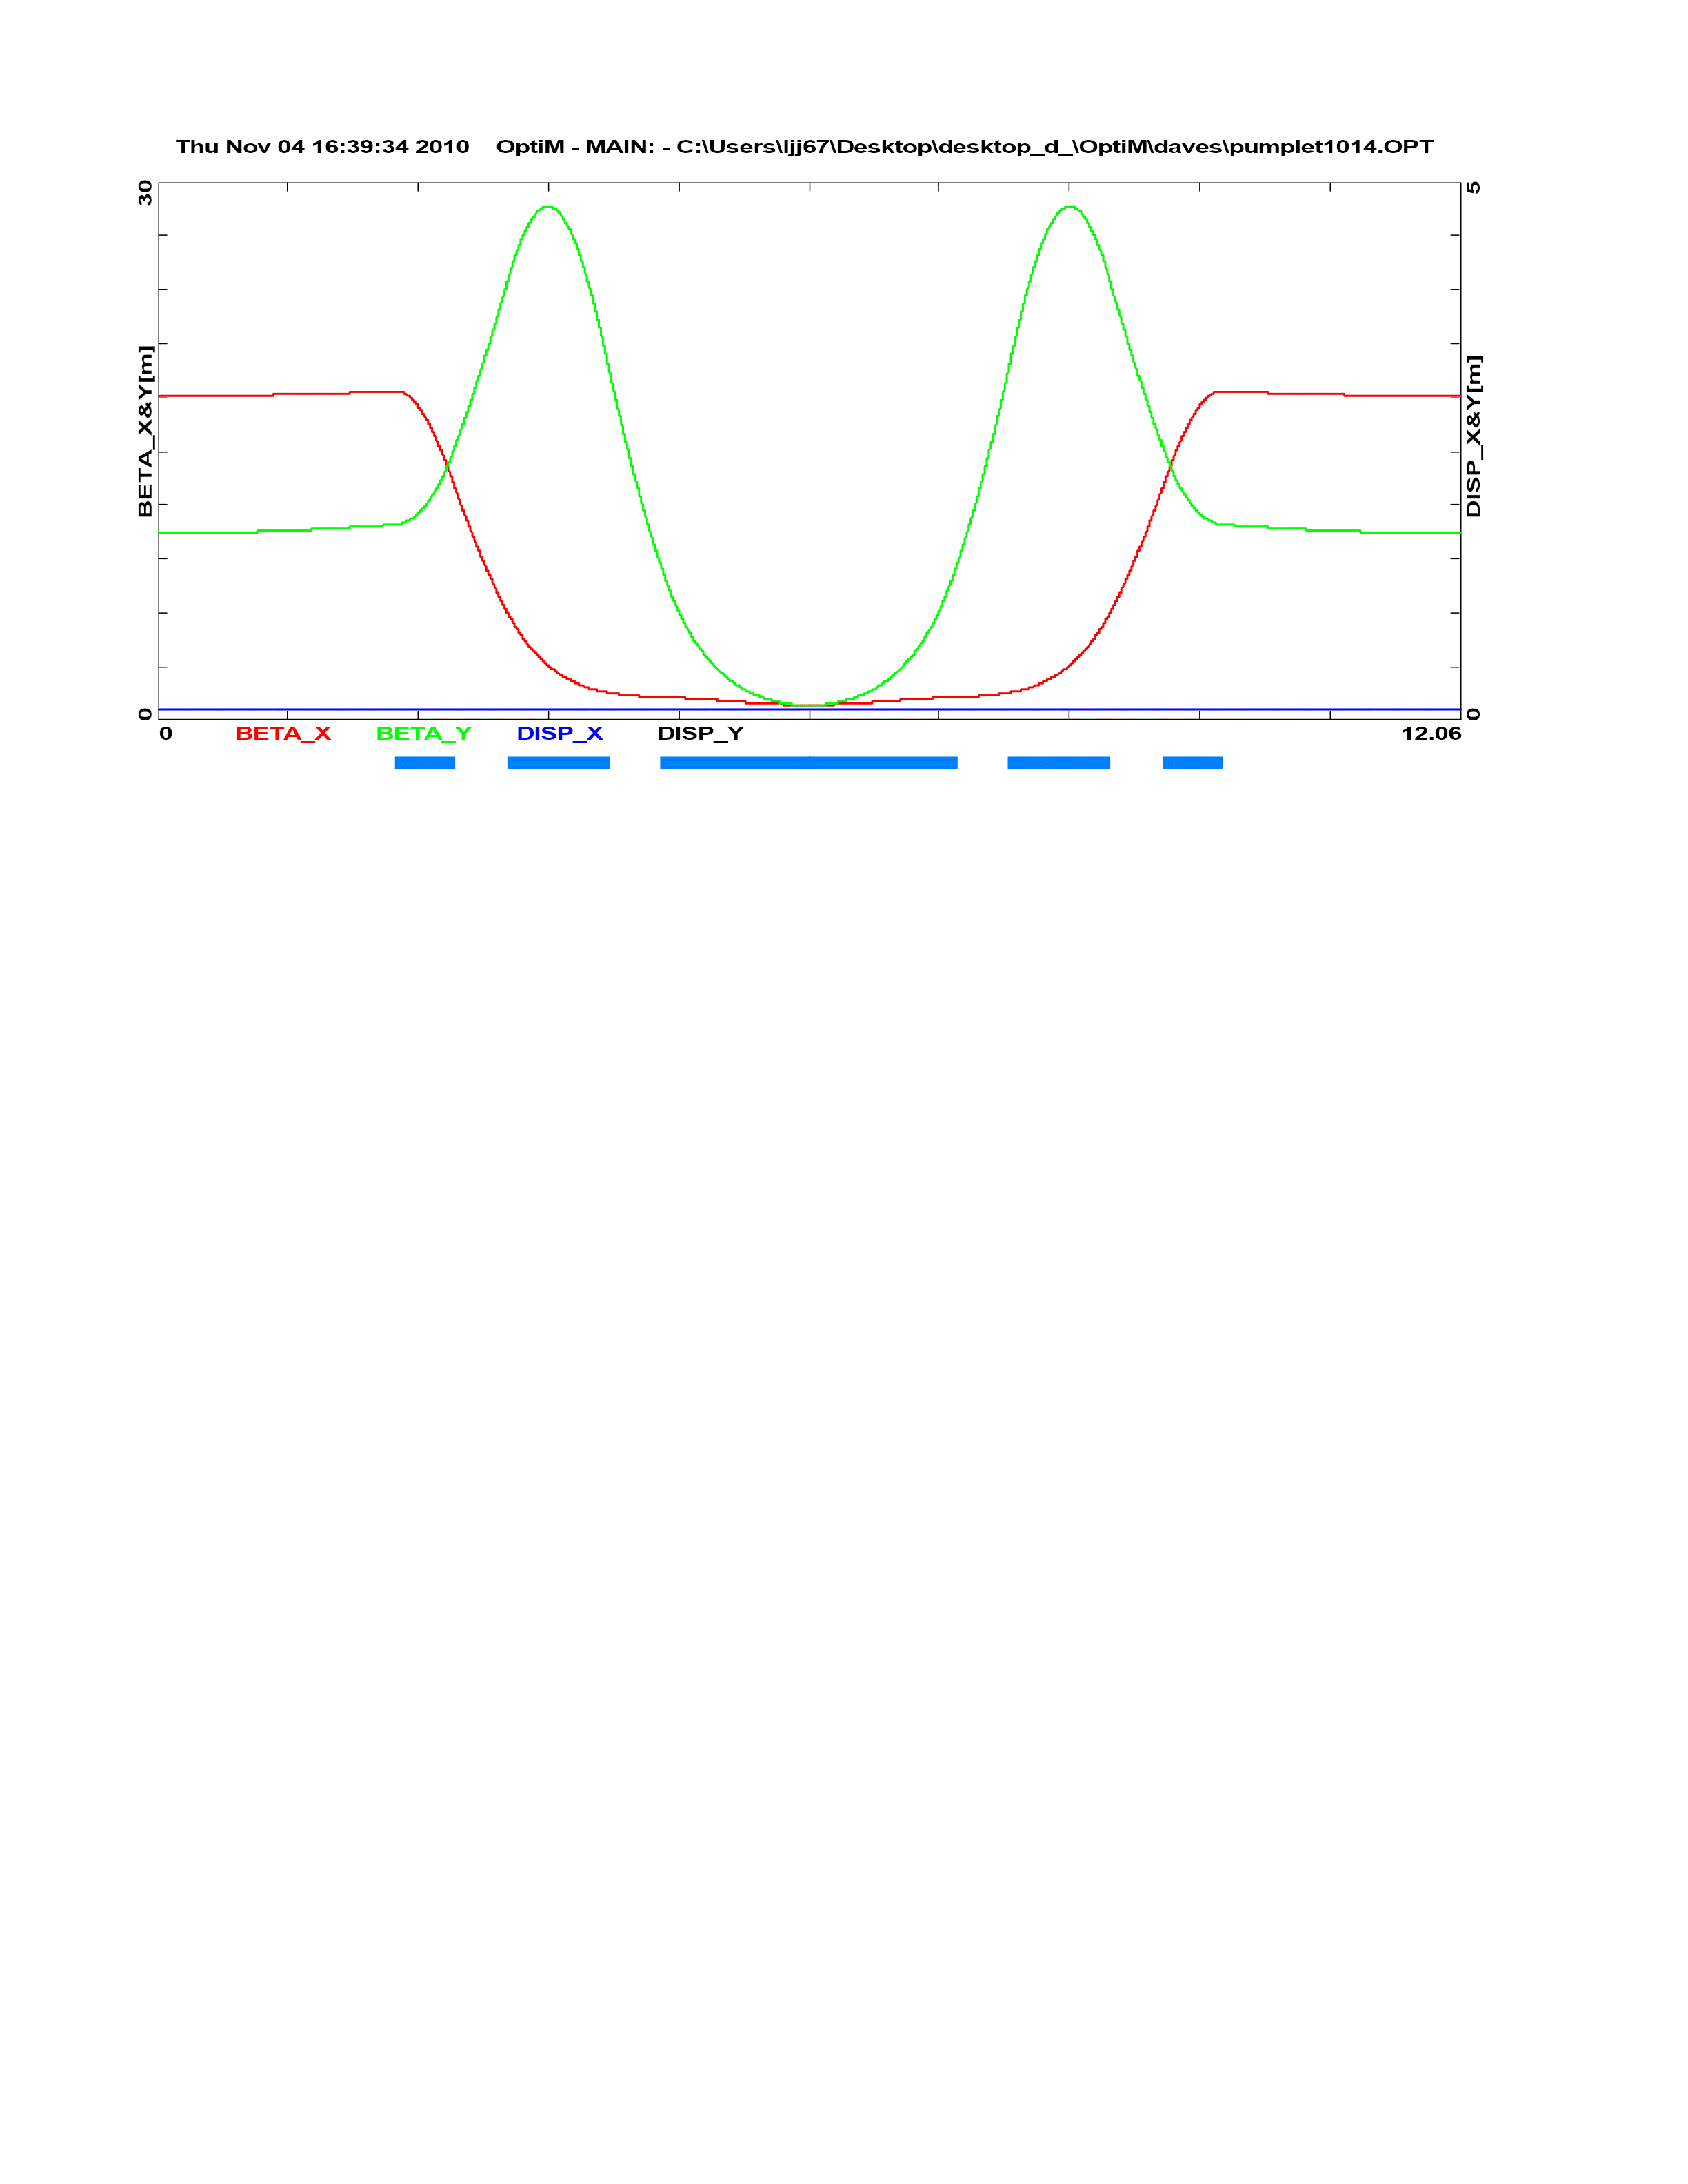 Thu Nov 04 16:39:34 2010 OptiM - MAIN: - C:\Users\ljj67\Desktop\desktop_d_\OptiM\daves\pumplet1014.OPT
30
BETA_X&Y[m]
0
5
DISP_X&Y[m]
0
0 BETA_X BETA_Y DISP_X DISP_Y 12.06